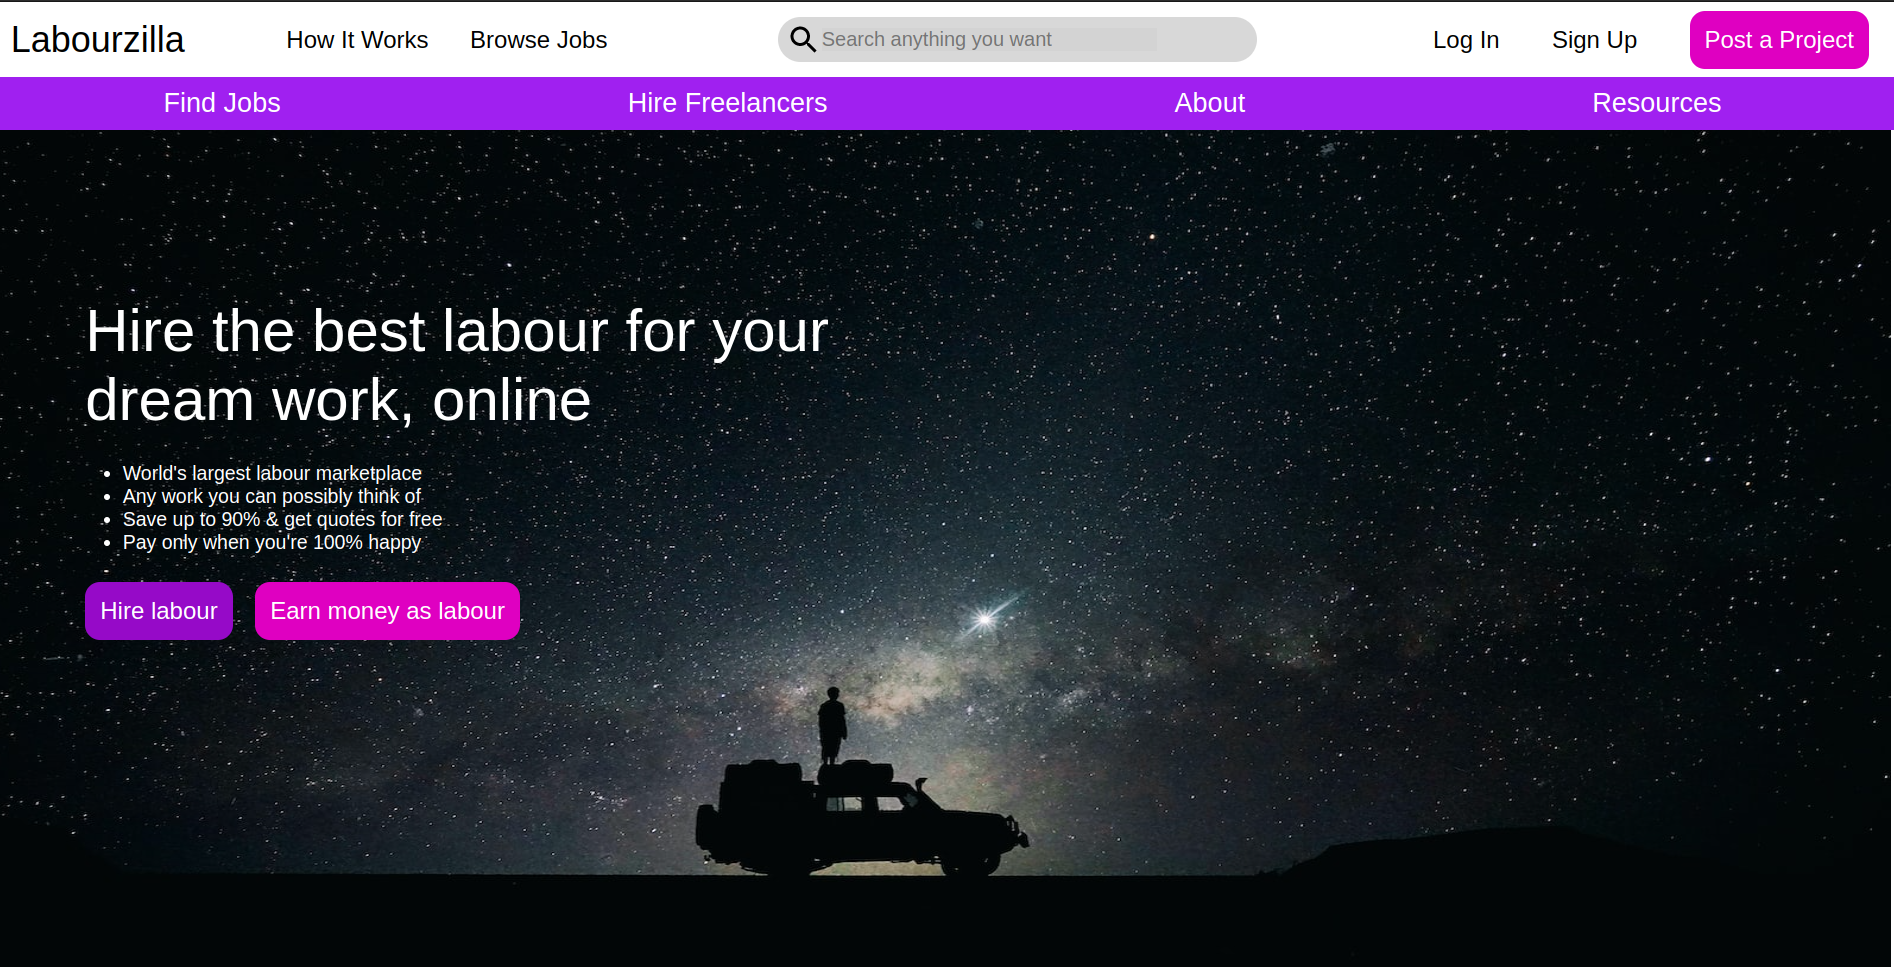 Labourzilla
How It Works
Browse Jobs
Search anything you want
Log In
Sign Up
Post a Project
Find Jobs
Hire Freelancers
About
Resources
Hire the best labour for your
dream work, online
• World's largest labour marketplace
• Any work you can possibly think of
• Save up to 90% & get quotes for free
• Pay only when you're 100% happy
Hire labour
Earn money as labour